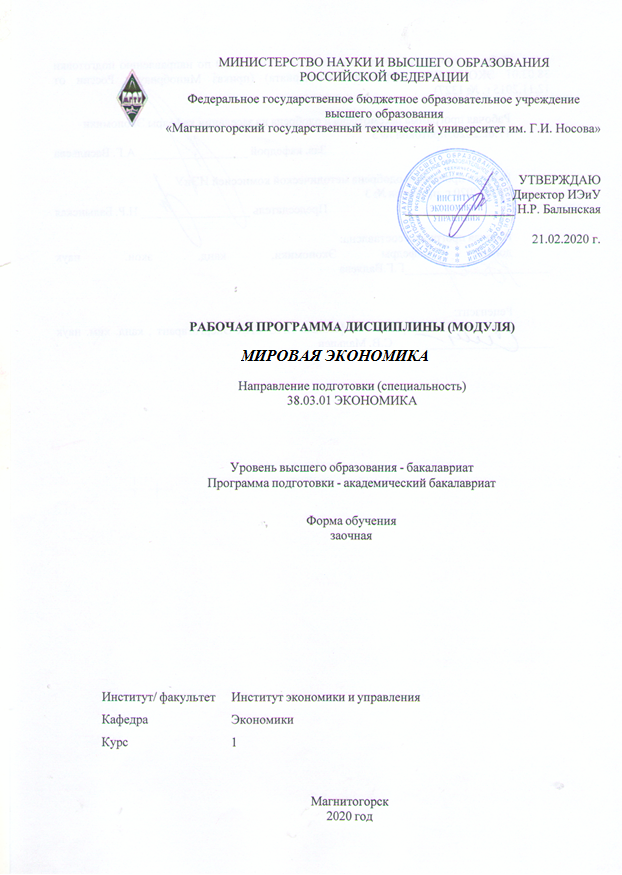 МИНИСТЕРСТВО НАУКИ И ВЫСШЕГО ОБРАЗОВАНИЯ
РОССИЙСКОЙ ФЕДЕРАЦИИ
Федеральное государственное бюджетное образовательное учреждение
высшего образования
«Магнитогорский государственный технический университет им. Г.И. Носова»
УТВЕРЖДАЮ
Директор ИЭиУ
Н.Р. Балынская
21.02.2020 г.
ИНСТИТУТ
ЭКОНОМИКИ И
УПРАВЛЕНИЯ
РАБОЧАЯ ПРОГРАММА ДИСЦИПЛИНЫ (МОДУЛЯ)
МИРОВАЯ ЭКОНОМИКА
Направление подготовки (специальность)
38.03.01 ЭКОНОМИКА
Уровень высшего образования - бакалавриат
Программа подготовки - академический бакалавриат
Форма обучения
заочная
Институт/ факультет Институт экономики и управления
Кафедра Экономики
Курс 1
Магнитогорск
2020 год